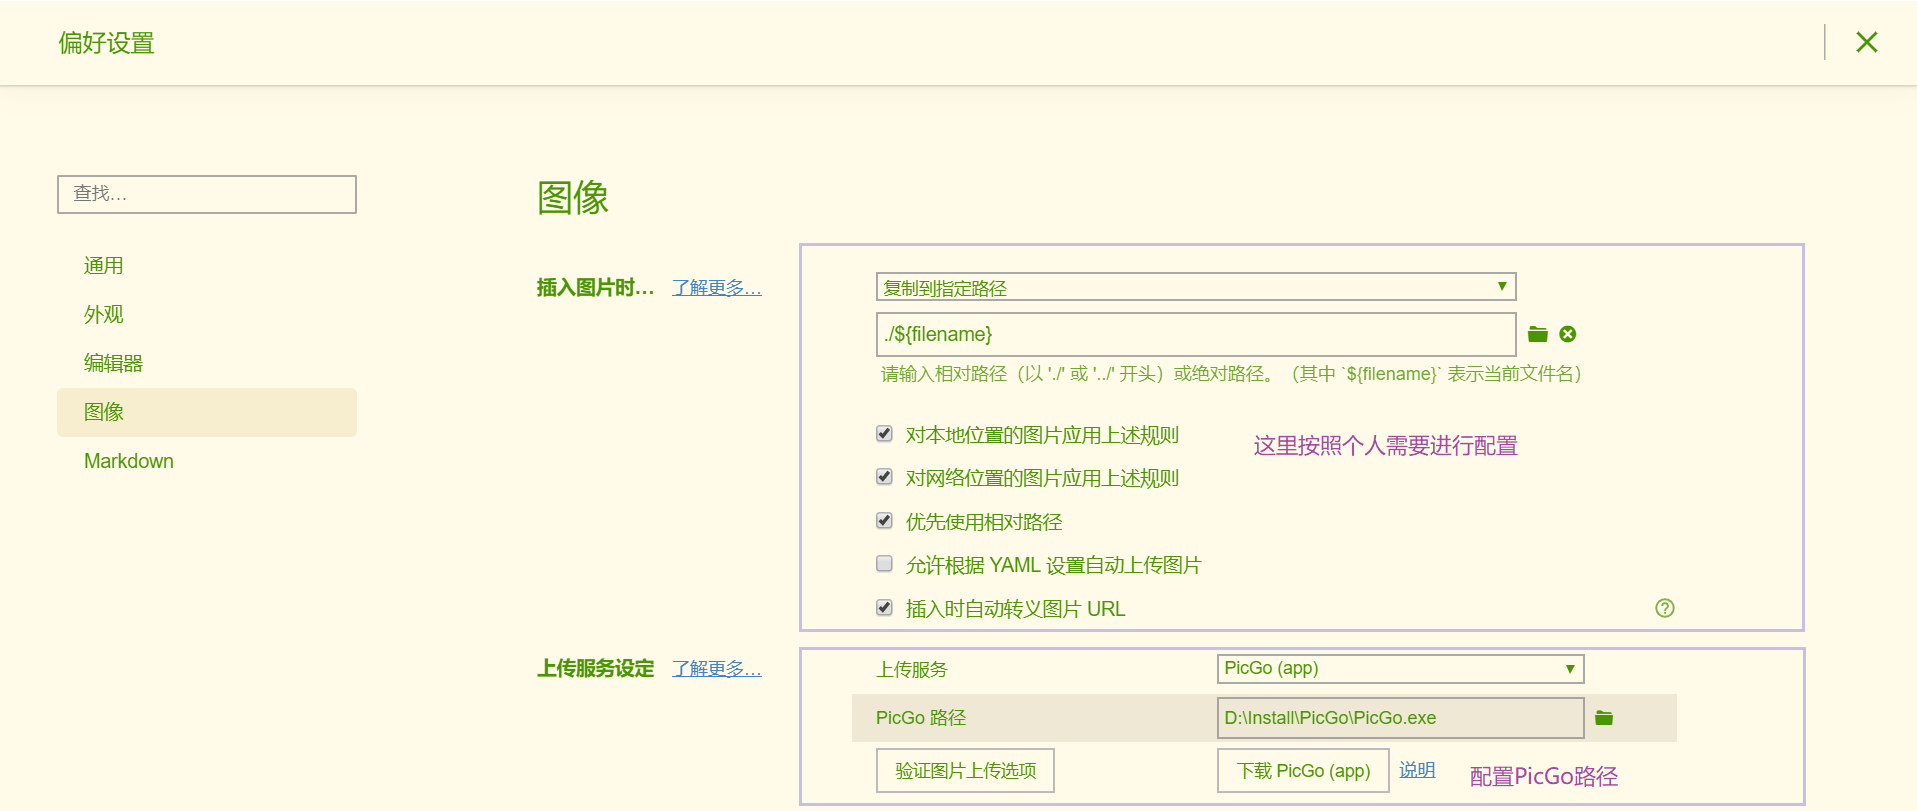 偏好设置
查找...
通用
外观
编辑器
图像
Markdown
图像
插入图片时... 了解更多...
复制到指定路径
./${filename}
请输入相对路径（以 './' 或 '../' 开头）或绝对路径。（其中 `${filename}` 表示当前文件名）
对本地位置的图片应用上述规则
这里按照个人需要进行配置
对网络位置的图片应用上述规则
优先使用相对路径
允许根据 YAML 设置自动上传图片
插入时自动转义图片 URL
上传服务设定 了解更多...
上传服务 PicGo (app)
PicGo 路径 D:\Install\PicGo\PicGo.exe
验证图片上传选项 下载 PicGo (app) 说明 配置PicGo路径